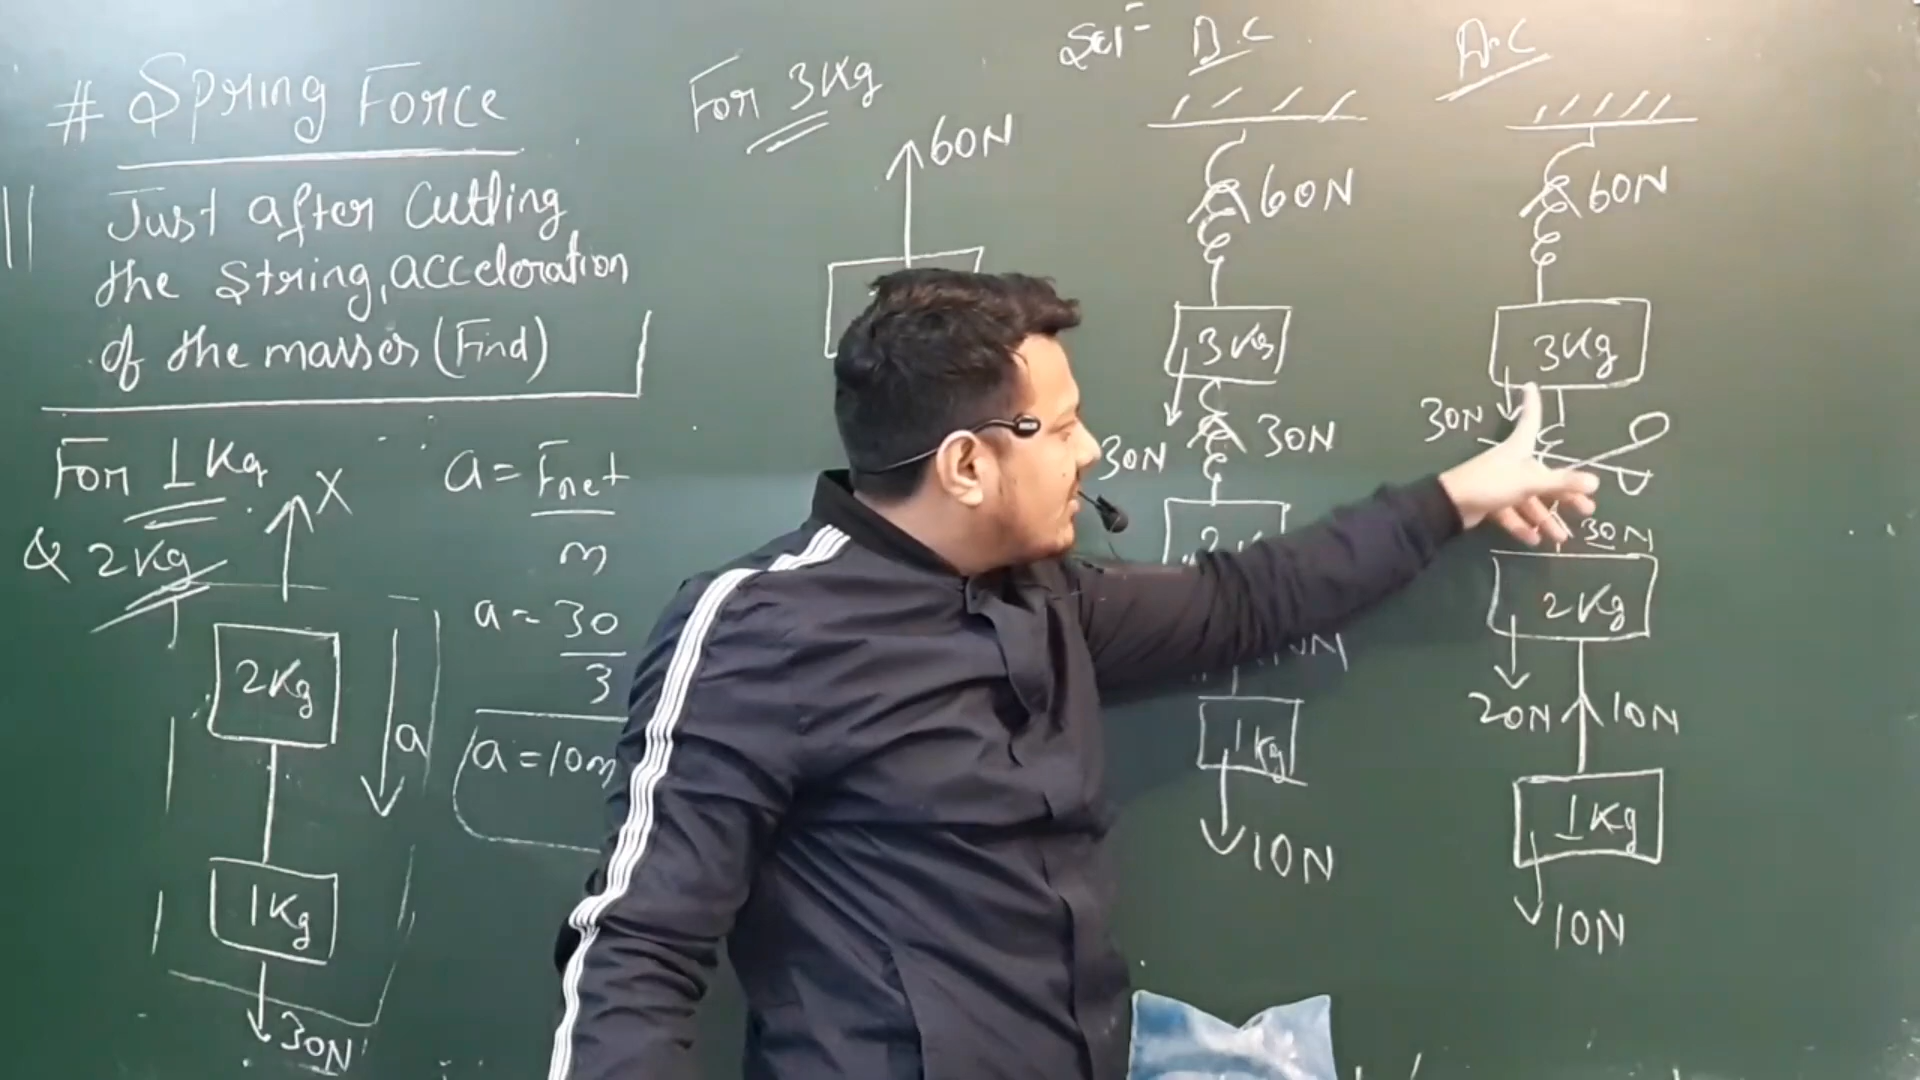 # Spring Force
11
Just after Cutting
the String, acceleration
of the masses (Find)
For 1Kg
& 2Kg
X
2Kg
a
1Kg
30N
a = Fnet
m
a = 30
3
a = 10m
For 3Kg
60N
Sol= B.C
60N
3Kg
30N
30N
1Kg
10N
A.C
60N
3Kg
30N
30N
2Kg
20N
10N
1Kg
10N